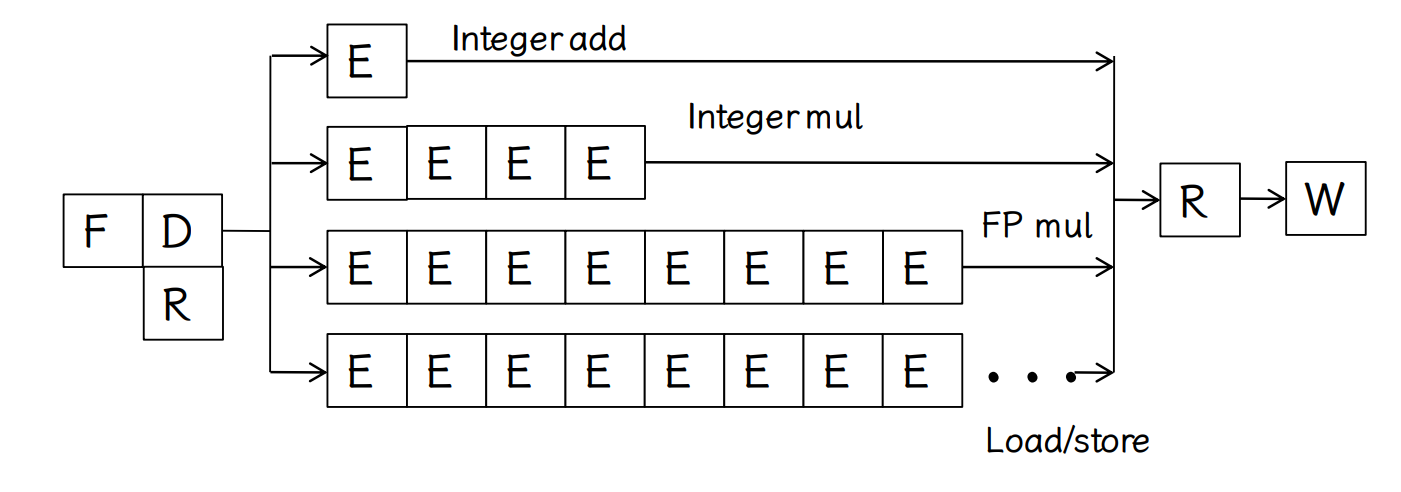 Integer add
E
Integer mul
E E E E
F D
R
FP mul
E E E E E E E E
R W
E E E E E E E E
Load/store